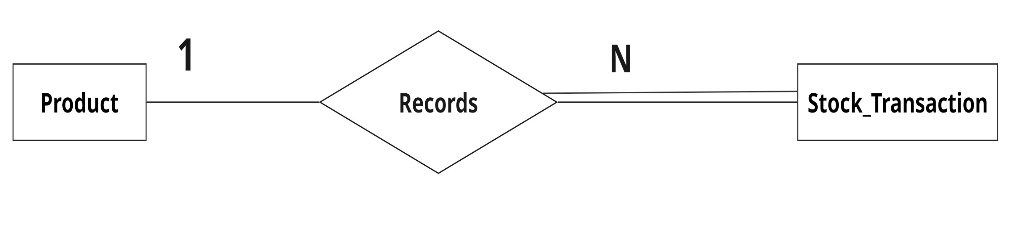 1
N
Product
Records
Stock_Transaction